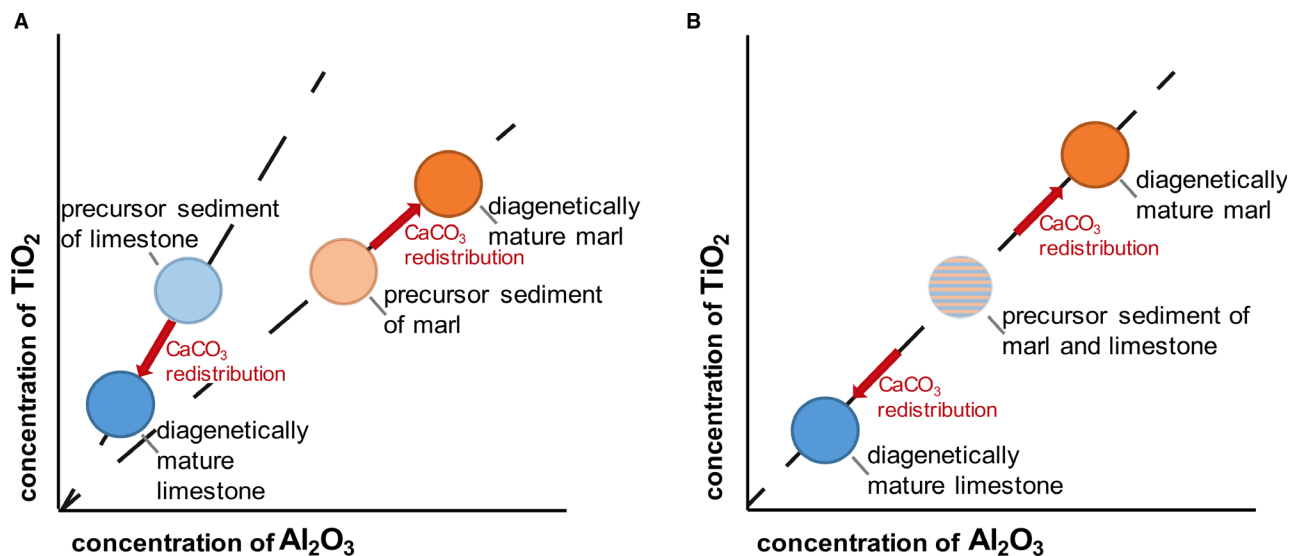 A
concentration of TiO₂
precursor sediment
of limestone
CaCO₃
redistribution
diagenetically
mature
limestone
diagenetically
mature marl
CaCO₃
redistribution
precursor sediment
of marl
concentration of Al₂O₃
B
concentration of TiO₂
diagenetically
mature marl
CaCO₃
redistribution
precursor sediment of
marl and limestone
CaCO₃
redistribution
diagenetically
mature limestone
concentration of Al₂O₃